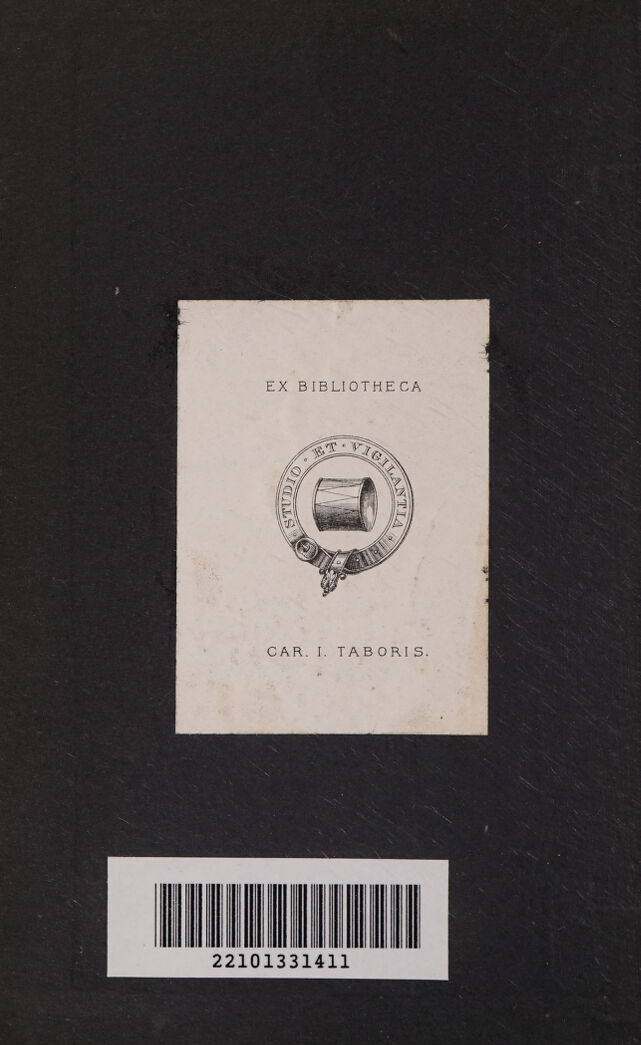 EX BIBLIOTHECA
STUDIO · ET · VIGILANTIA ·
CAR. I. TABORIS.
22101331411